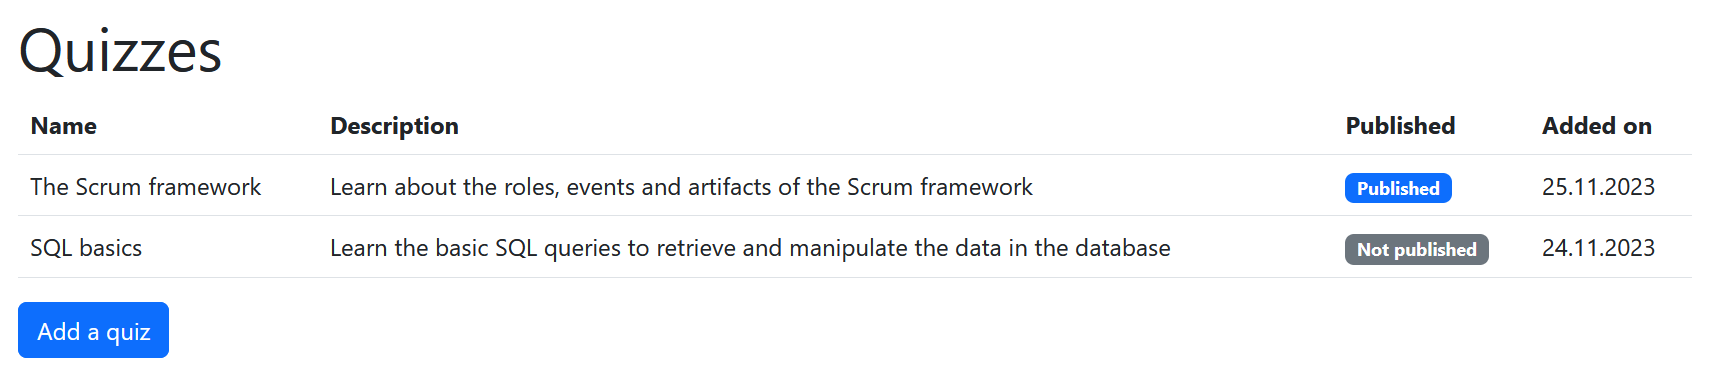 Quizzes
Name Description Published Added on
The Scrum framework Learn about the roles, events and artifacts of the Scrum framework Published 25.11.2023
SQL basics Learn the basic SQL queries to retrieve and manipulate the data in the database Not published 24.11.2023
Add a quiz